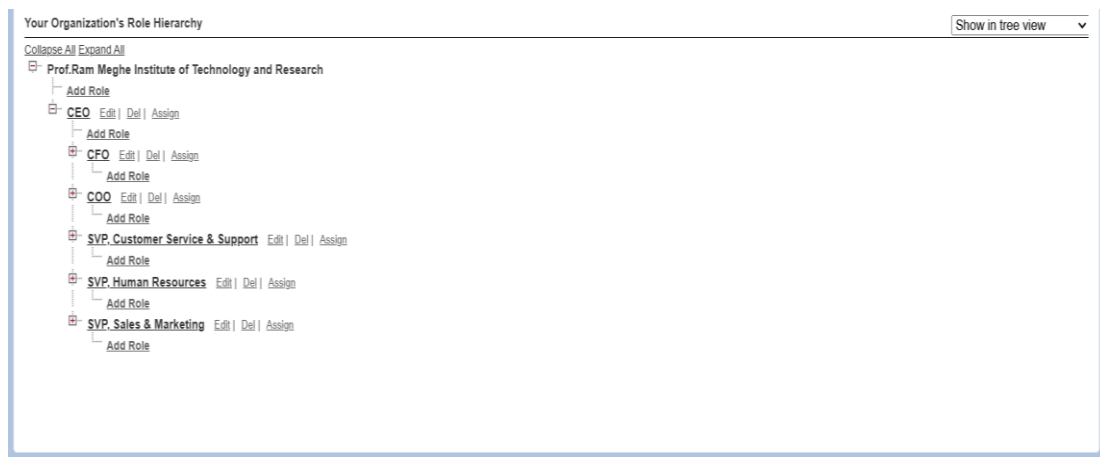 Your Organization's Role Hierarchy
Show in tree view
Collapse All Expand All
Prof.Ram Meghe Institute of Technology and Research
Add Role
CEO Edit | Del | Assign
Add Role
CFO Edit | Del | Assign
Add Role
COO Edit | Del | Assign
Add Role
SVP, Customer Service & Support Edit | Del | Assign
Add Role
SVP, Human Resources Edit | Del | Assign
Add Role
SVP, Sales & Marketing Edit | Del | Assign
Add Role